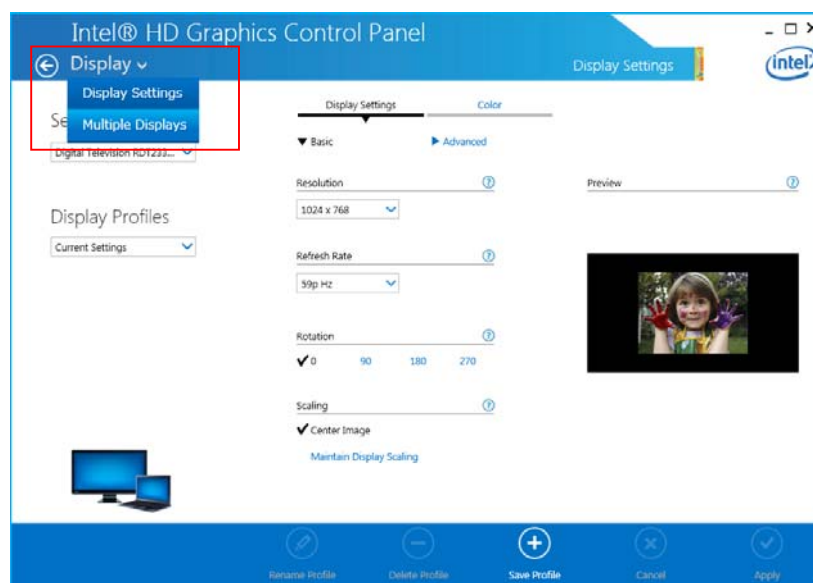 Intel® HD Graphics Control Panel
Display
Display Settings
intel
Display Settings
Multiple Displays
Se
Digital Television RDT233...
Display Profiles
Current Settings
Display Settings
Color
Basic
Advanced
Resolution
1024 x 768
Refresh Rate
59p Hz
Rotation
0 90 180 270
Scaling
Center Image
Maintain Display Scaling
Preview
Rename Profile
Delete Profile
Save Profile
Cancel
Apply